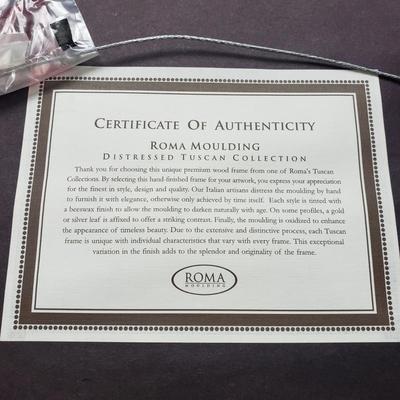 CERTIFICATE OF AUTHENTICITY
ROMA MOULDING
DISTRESSED TUSCAN COLLECTION
Thank you for choosing this unique premium wood frame from one of Roma's Tuscan
Collections. By selecting this hand-finished frame for your artwork, you express your appreciation
for the finest in style, design and quality. Our Italian artisans distress the moulding by hand
to furnish it with elegance, otherwise only achieved by time itself. Each style is tinted with
a beeswax finish to allow the moulding to darken naturally with age. On some profiles, a gold
or silver leaf is affixed to offer a striking contrast. Finally, the moulding is oxidized to enhance
the appearance of timeless beauty. Due to the extensive and distinctive process, each Tuscan
frame is unique with individual characteristics that vary with every frame. This exceptional
variation in the finish adds to the splendor and originality of the frame.
ROMA
MOULDING